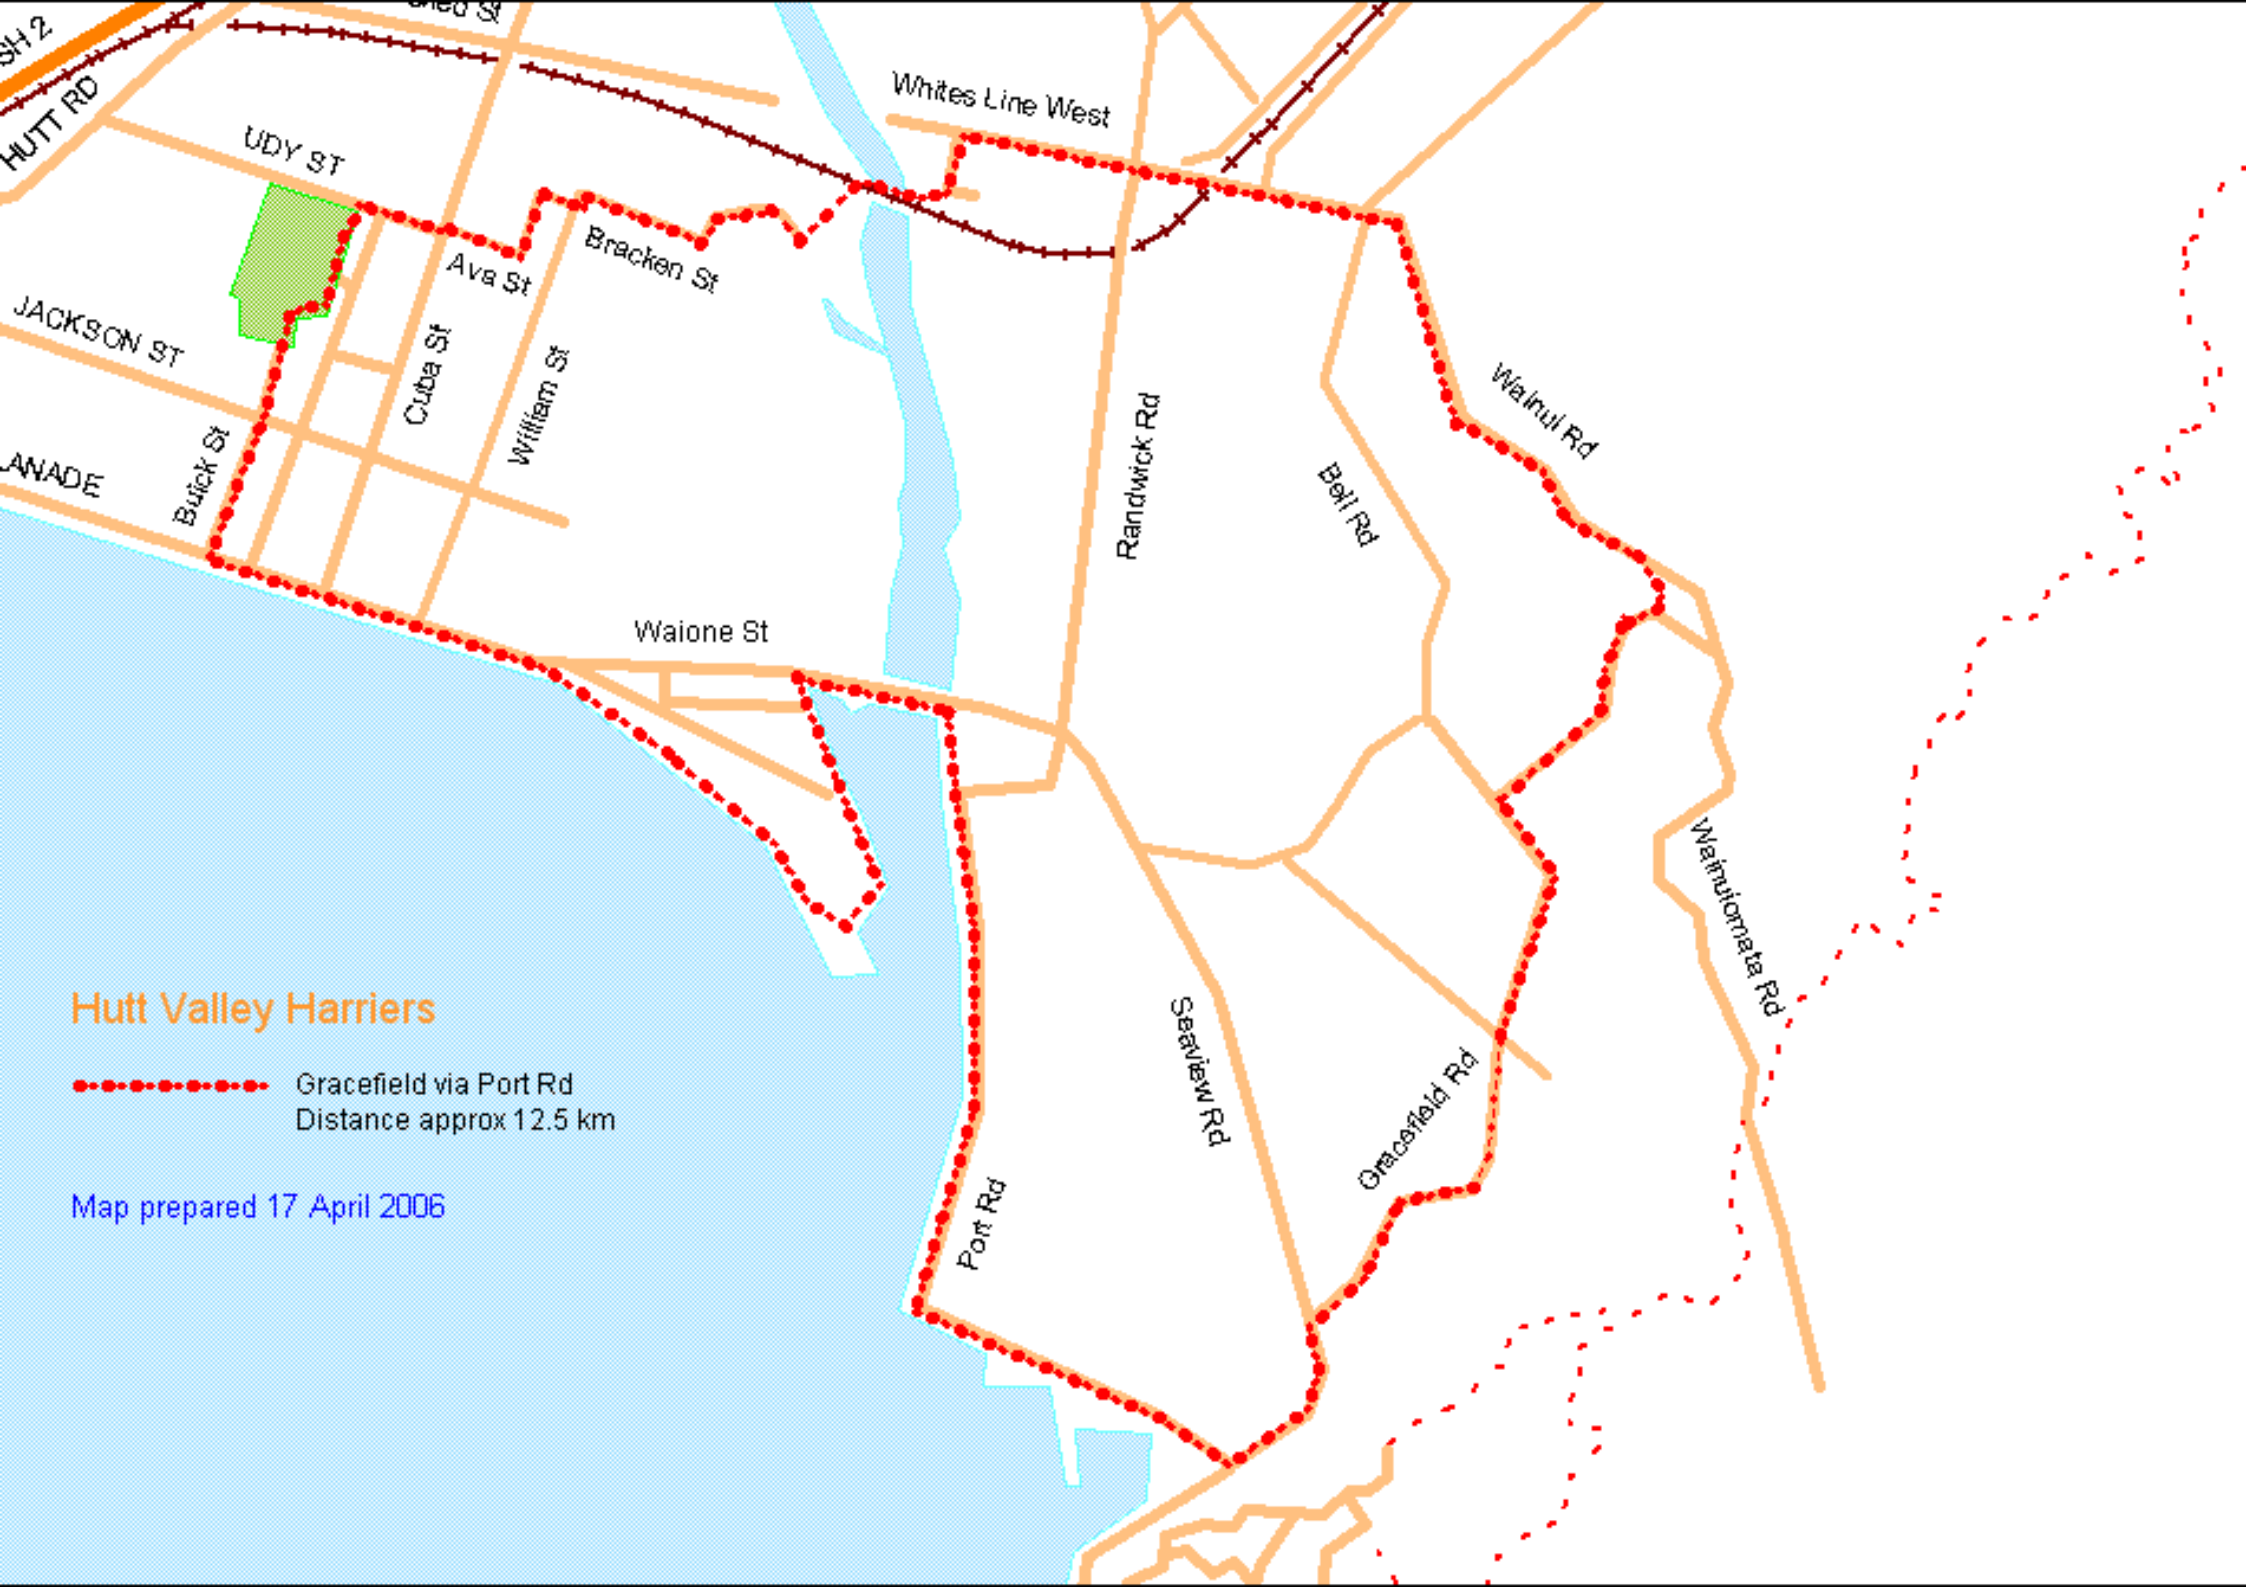 SH 2
HUTT RD
UDY ST
Whites Line West
Ava St
Bracken St
JACKSON ST
Cuba St
William St
Buick St
LANADE
Waione St
Randwick Rd
Bell Rd
Wainui Rd
Wainuiomata Rd
Seaview Rd
Gracefield Rd
Port Rd
Hutt Valley Harriers
Gracefield via Port Rd
Distance approx 12.5 km
Map prepared 17 April 2006